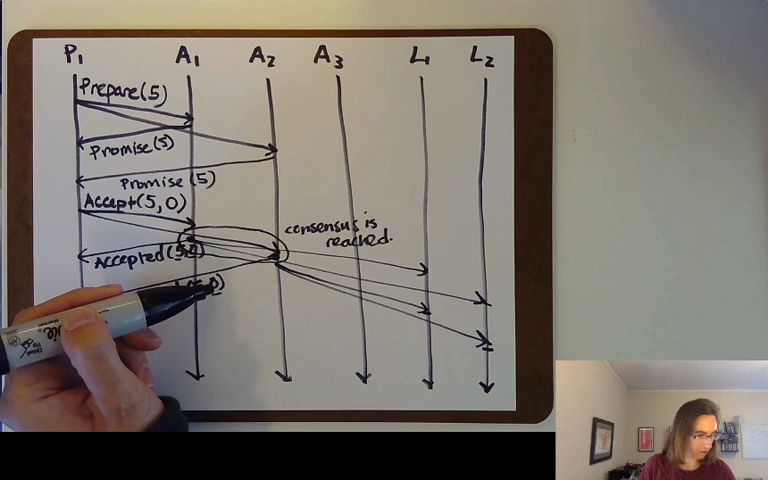 P₁ A₁ A₂ A₃ L₁ L₂
Prepare(5)
Promise(5)
Promise (5)
Accept(5,0)
consensus is
reached.
Accepted(5,0)